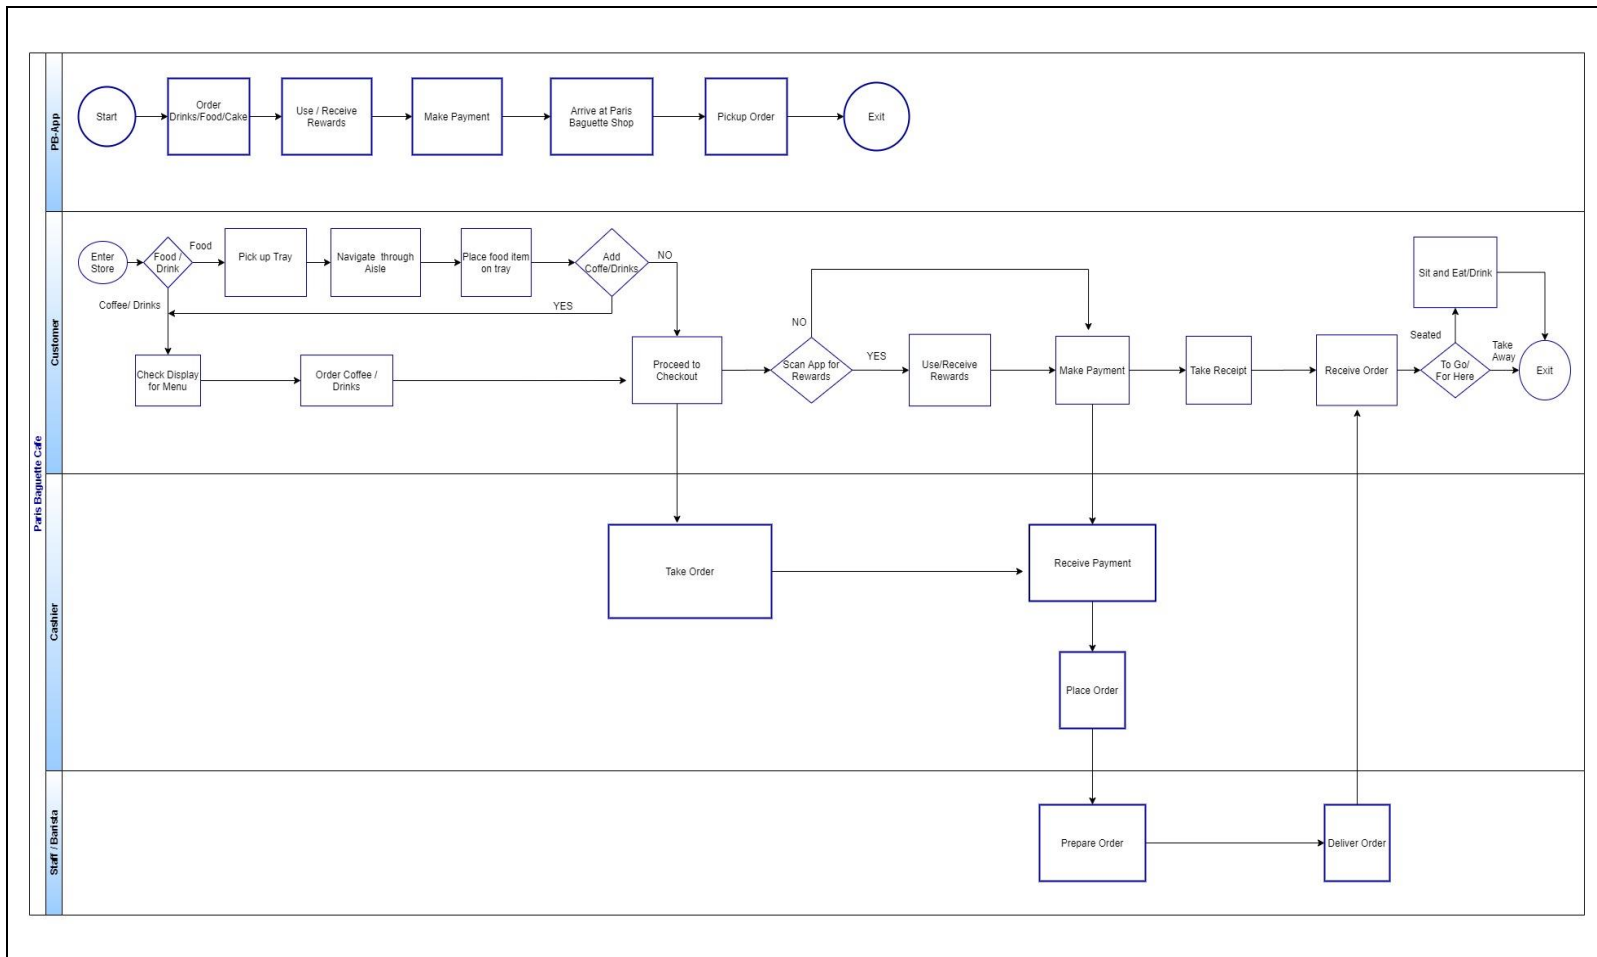 Paris Baguette Cafe
PB-App
Start
Order
Drinks/Food/Cake
Use / Receive
Rewards
Make Payment
Arrive at Paris
Baguette Shop
Pickup Order
Exit
Customer
Enter
Store
Food /
Drink
Food
Pick up Tray
Navigate through
Aisle
Place food item
on tray
Add
Coffe/Drinks
NO
YES
Coffee/ Drinks
Check Display
for Menu
Order Coffee /
Drinks
Proceed to
Checkout
Scan App for
Rewards
NO
YES
Use/Receive
Rewards
Make Payment
Take Receipt
Receive Order
To Go/
For Here
Seated
Sit and Eat/Drink
Take
Away
Exit
Cashier
Take Order
Receive Payment
Place Order
Staff / Barista
Prepare Order
Deliver Order